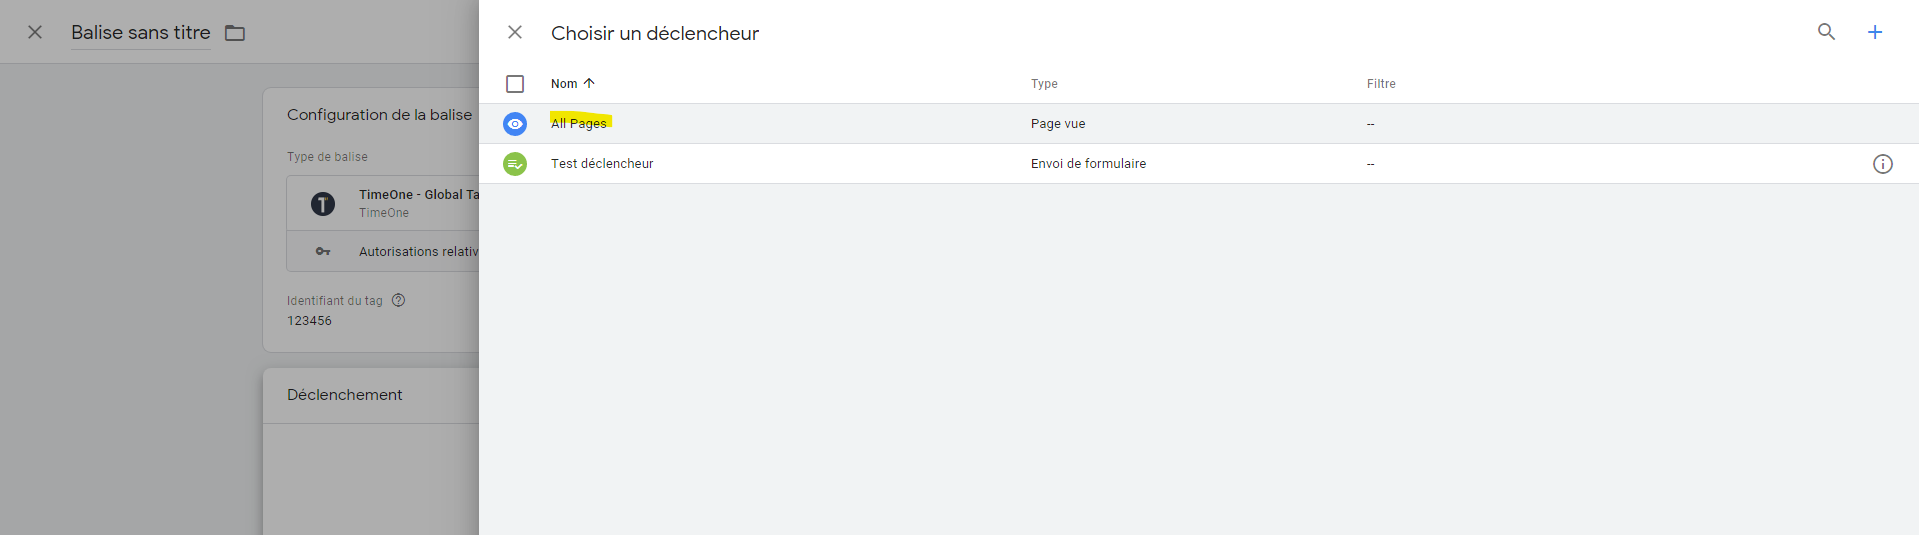 Balise sans titre
Configuration de la balise
Type de balise
TimeOne - Global Ta
TimeOne
Autorisations relativ
Identifiant du tag
123456
Déclenchement
Choisir un déclencheur
Nom Type Filtre
All Pages Page vue --
Test déclencheur Envoi de formulaire --